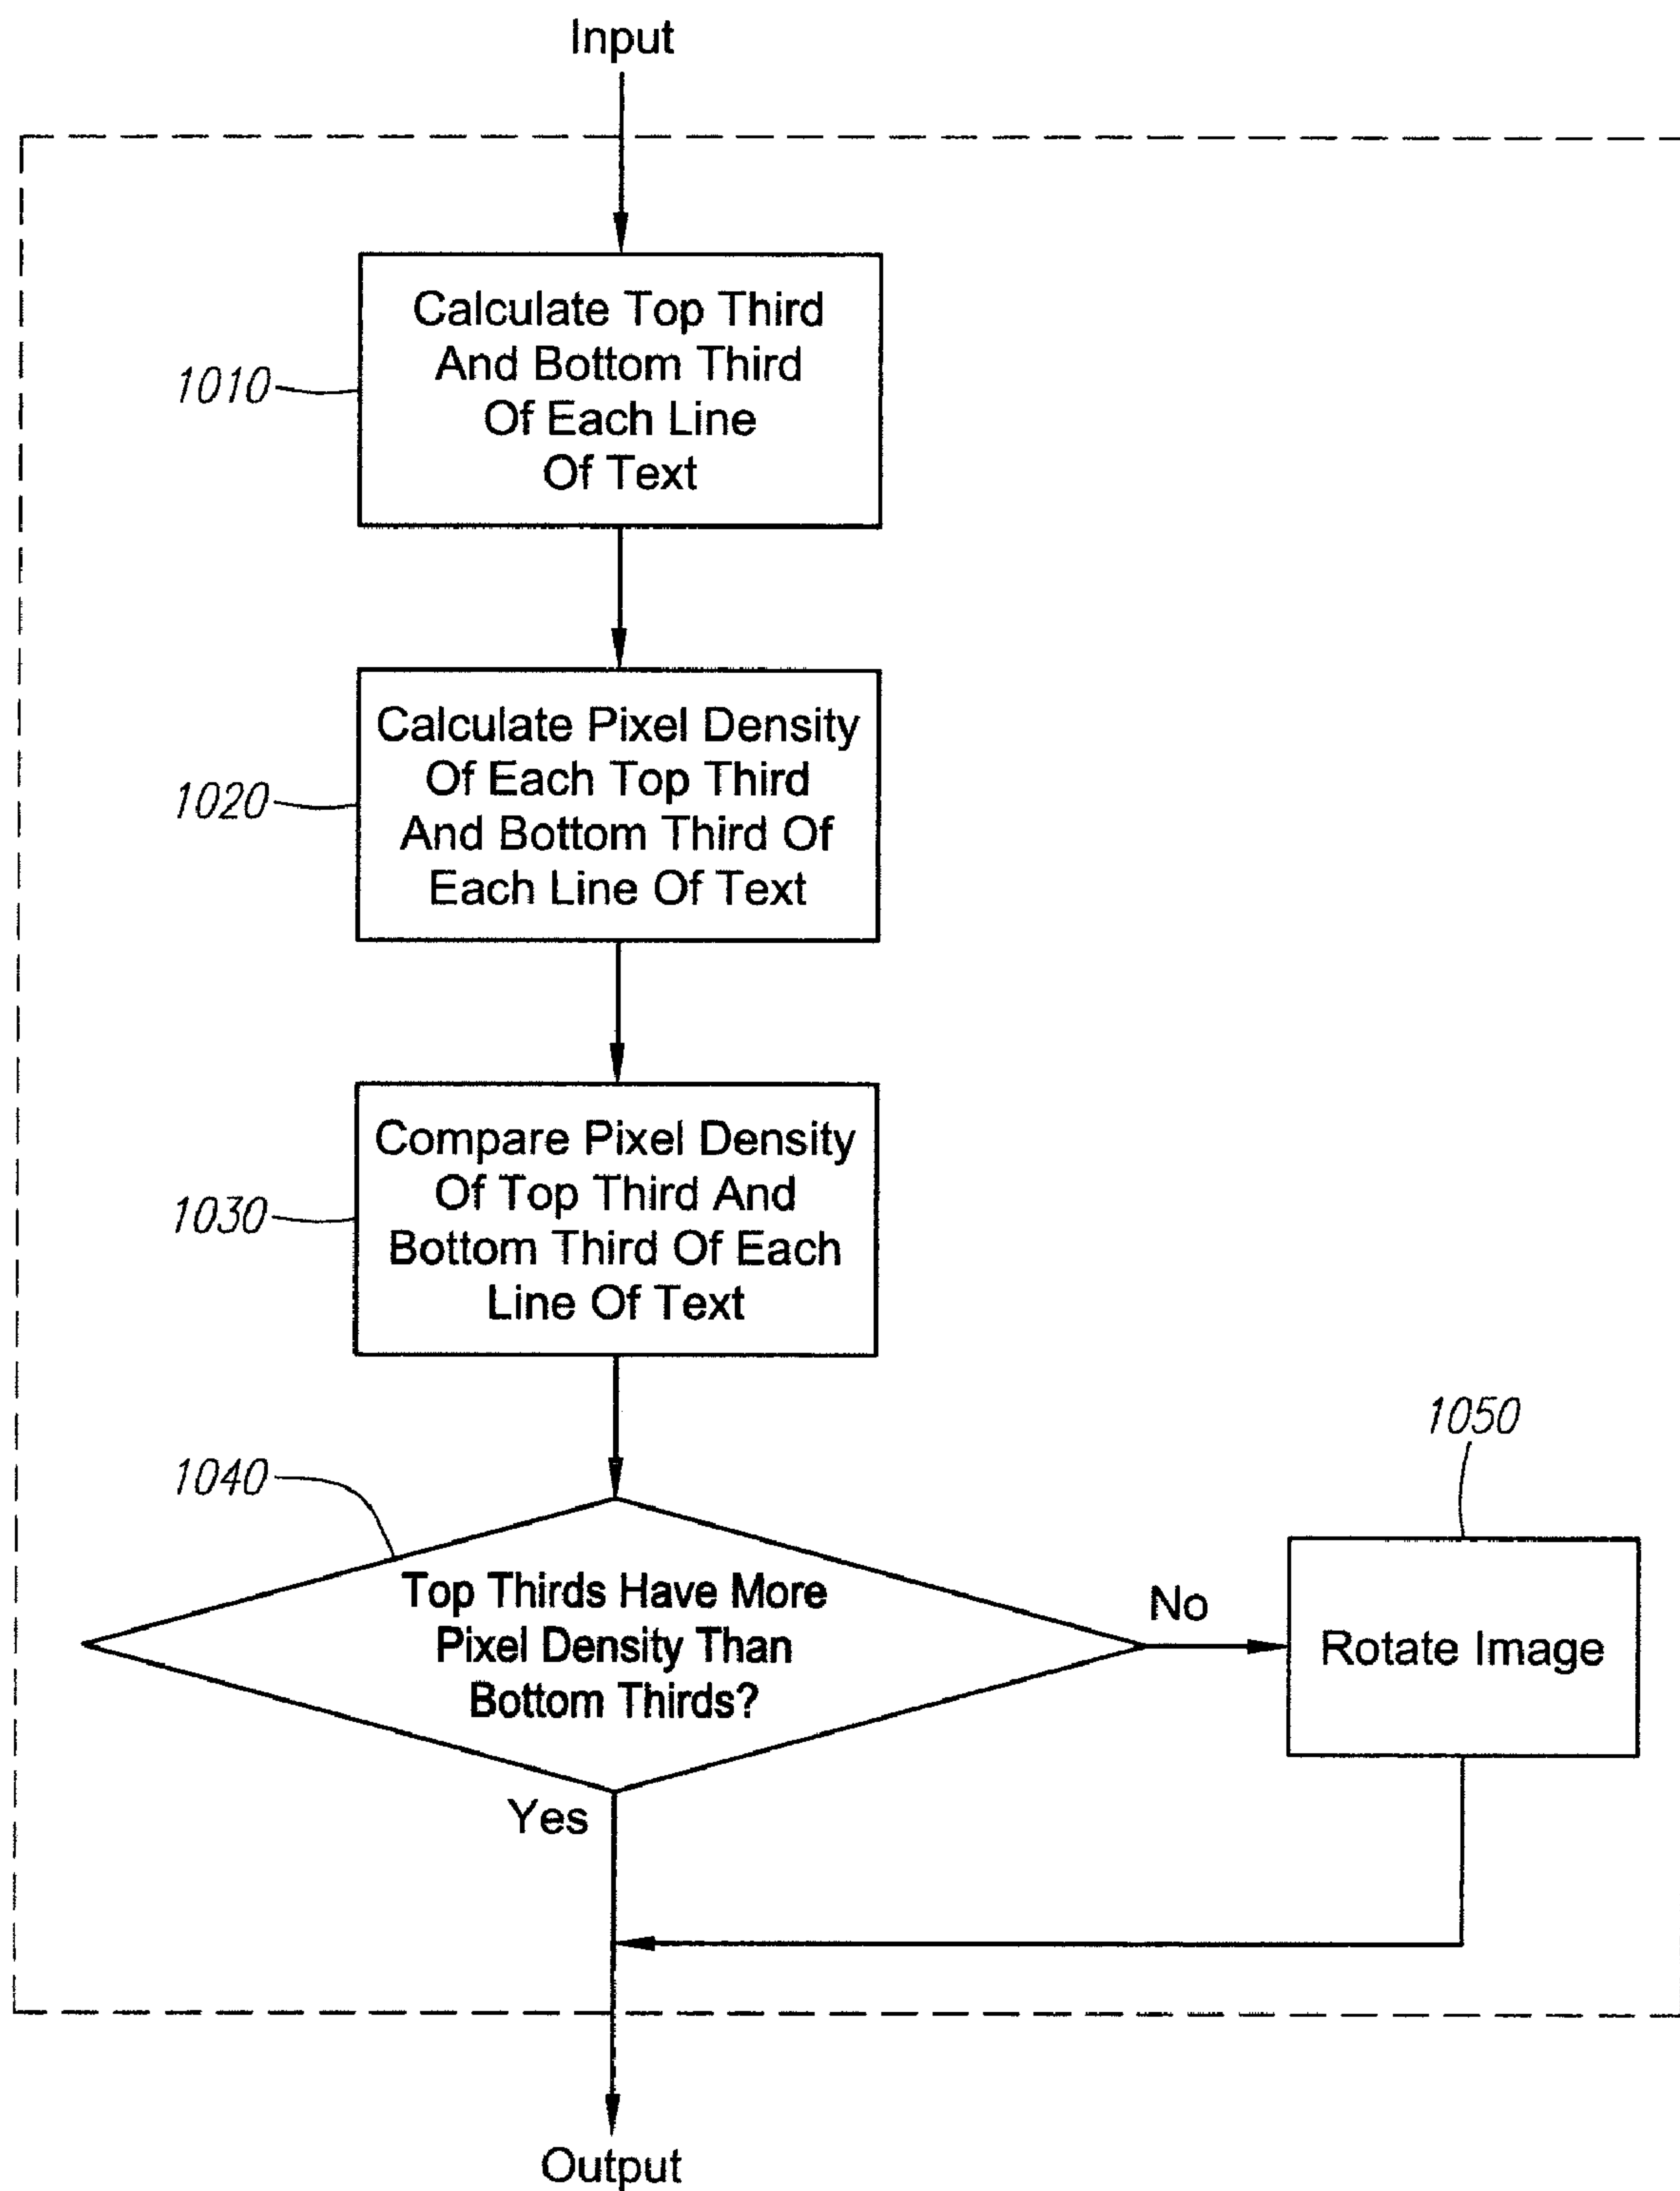 Input
1010
Calculate Top Third
And Bottom Third
Of Each Line
Of Text
1020
Calculate Pixel Density
Of Each Top Third
And Bottom Third Of
Each Line Of Text
1030
Compare Pixel Density
Of Top Third And
Bottom Third Of Each
Line Of Text
1040
Top Thirds Have More
Pixel Density Than
Bottom Thirds?
No
1050
Rotate Image
Yes
Output